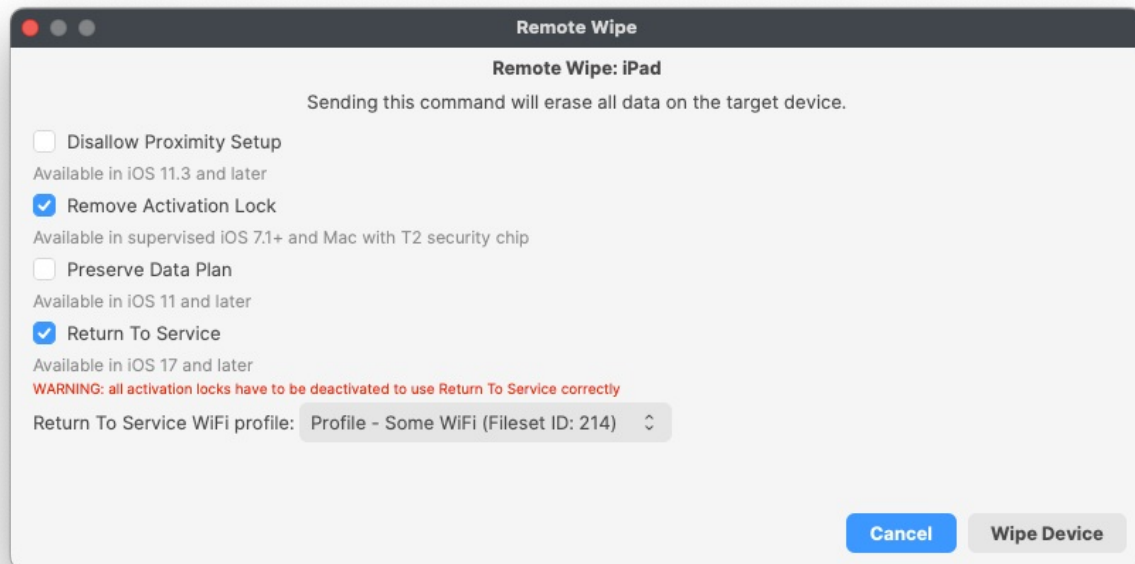 Remote Wipe
Remote Wipe: iPad
Sending this command will erase all data on the target device.
Disallow Proximity Setup
Available in iOS 11.3 and later
Remove Activation Lock
Available in supervised iOS 7.1+ and Mac with T2 security chip
Preserve Data Plan
Available in iOS 11 and later
Return To Service
Available in iOS 17 and later
WARNING: all activation locks have to be deactivated to use Return To Service correctly
Return To Service WiFi profile: Profile - Some WiFi (Fileset ID: 214)
Cancel Wipe Device